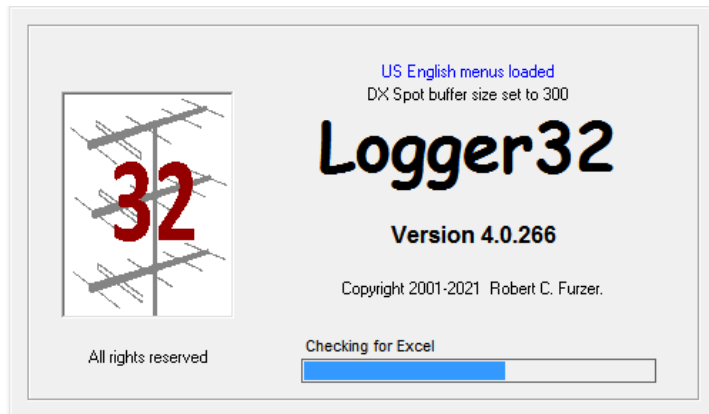 US English menus loaded
DX Spot buffer size set to 300
Logger32
32
Version 4.0.266
Copyright 2001-2021 Robert C. Furzer.
All rights reserved
Checking for Excel